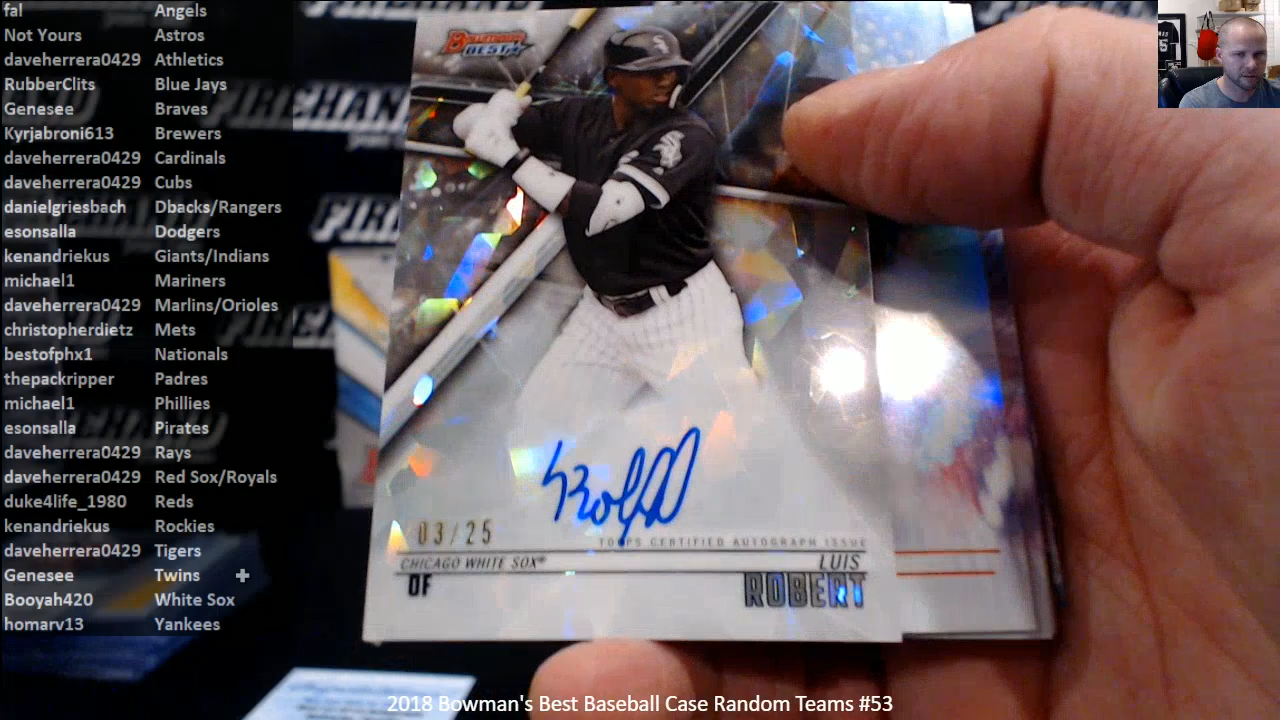 fal Angels
Not Yours Astros
daveherrera0429 Athletics
RubberClits Blue Jays
Genesee Braves
Kyrjabroni613 Brewers
daveherrera0429 Cardinals
daveherrera0429 Cubs
danielgriesbach Dbacks/Rangers
esonsalla Dodgers
kenandriekus Giants/Indians
michael1 Mariners
daveherrera0429 Marlins/Orioles
christopherdietz Mets
bestofphx1 Nationals
thepackripper Padres
michael1 Phillies
esonsalla Pirates
daveherrera0429 Rays
daveherrera0429 Red Sox/Royals
duke4life_1980 Reds
kenandriekus Rockies
daveherrera0429 Tigers
Genesee Twins +
Booyah420 White Sox
homarv13 Yankees
BOWMAN'S
BEST
03/25
TOPPS CERTIFIED AUTOGRAPH ISSUE
CHICAGO WHITE SOX® LUIS
OF ROBERT
2018 Bowman's Best Baseball Case Random Teams #53